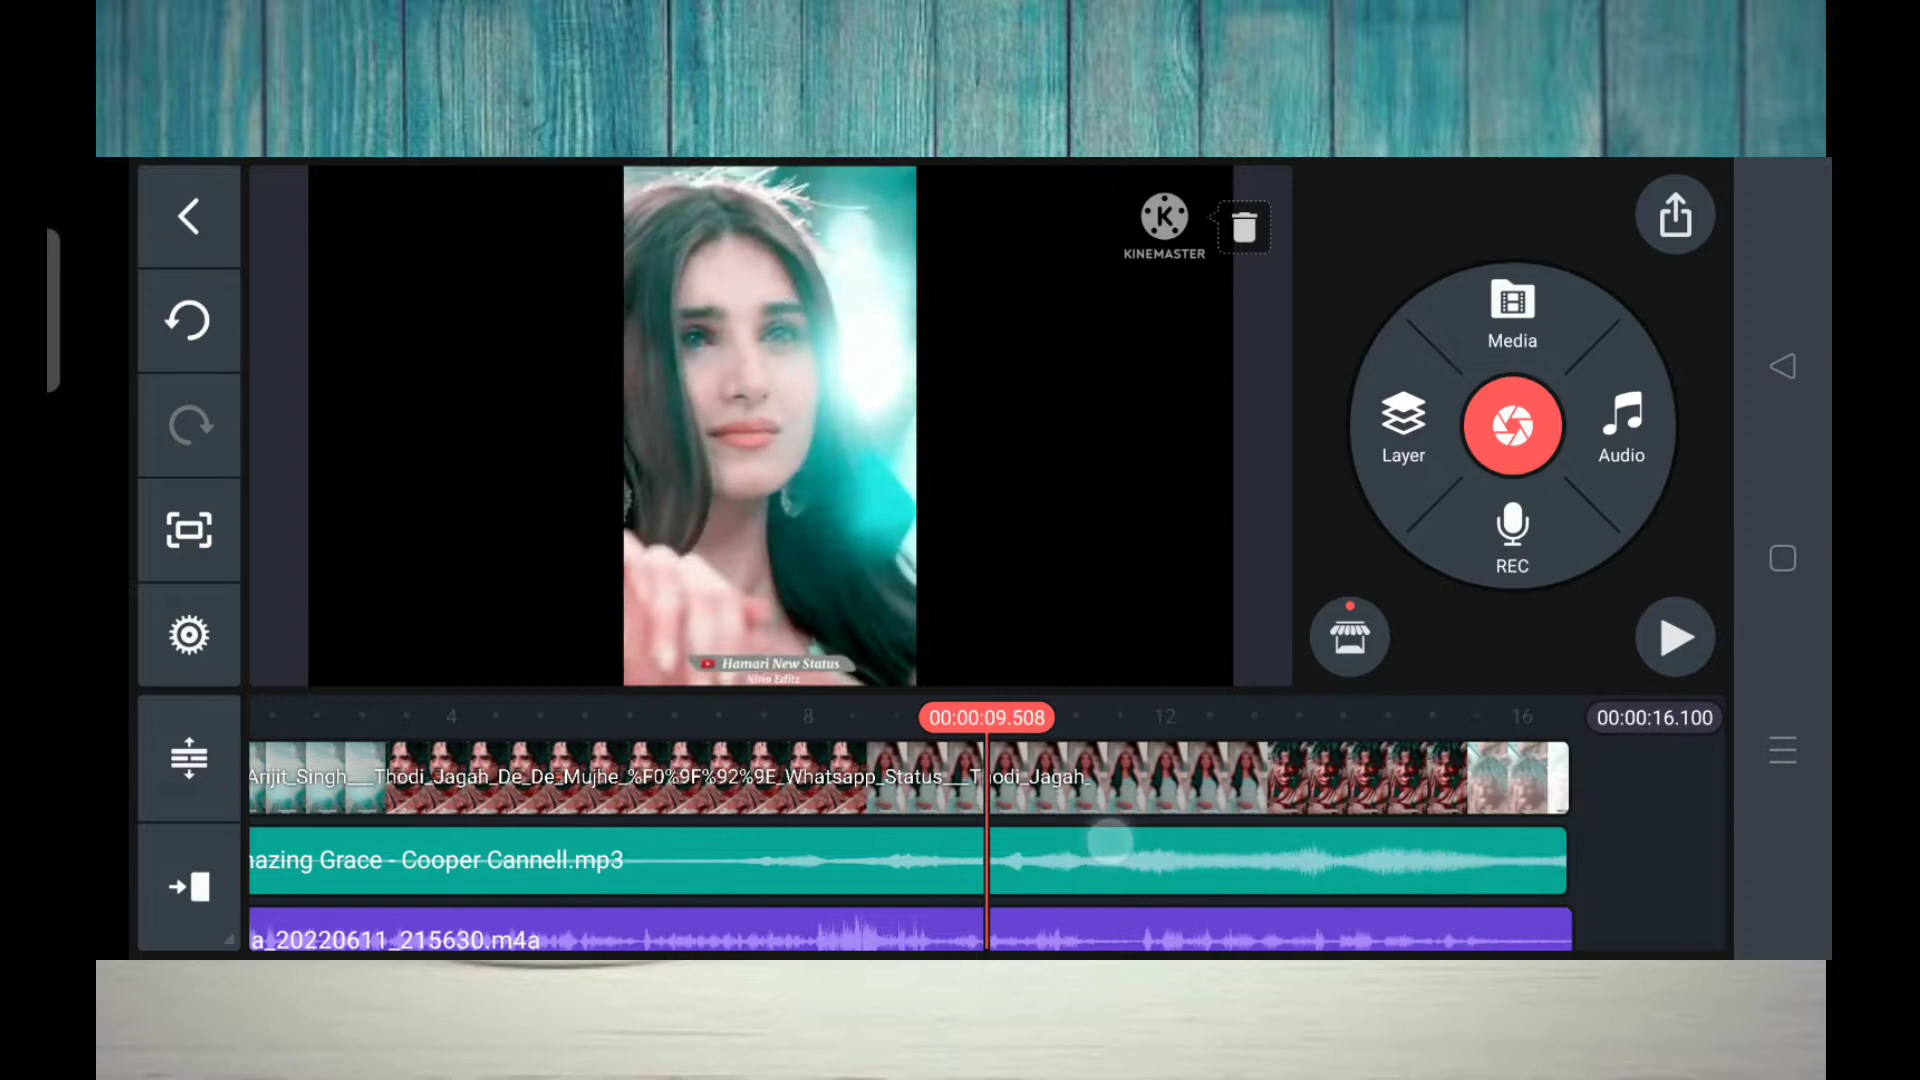 K
KINEMASTER
Media
Layer
Audio
REC
Hamari New Status
Nitin Editz
4
8
00:00:09.508
12
16
00:00:16.100
Arijit_Singh___Thodi_Jagah_De_De_Mujhe_%F0%9F%92%9E_Whatsapp_Status___Thodi_Jagah_
nazing Grace - Cooper Cannell.mp3
a_20220611_215630.m4a